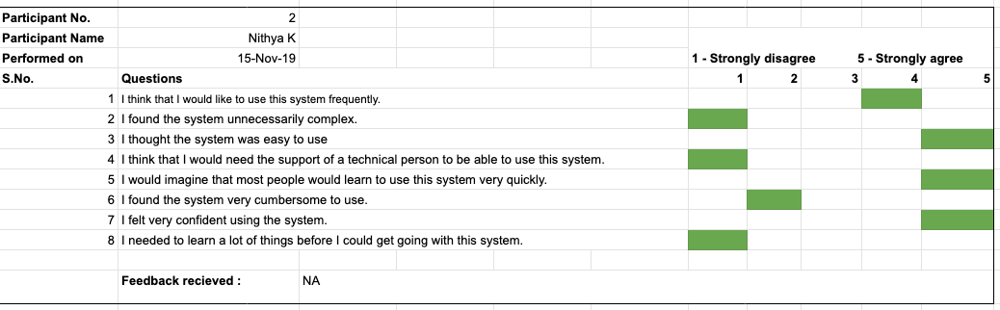 Participant No. 2
Participant Name Nithya K
Performed on 15-Nov-19 1 - Strongly disagree 5 - Strongly agree
S.No. Questions 1 2 3 4 5
1 I think that I would like to use this system frequently.
2 I found the system unnecessarily complex.
3 I thought the system was easy to use
4 I think that I would need the support of a technical person to be able to use this system.
5 I would imagine that most people would learn to use this system very quickly.
6 I found the system very cumbersome to use.
7 I felt very confident using the system.
8 I needed to learn a lot of things before I could get going with this system.
Feedback recieved : NA